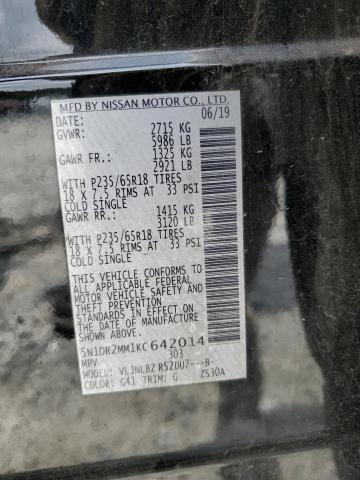 MFD BY NISSAN MOTOR CO., LTD.
DATE: 06/19
GVWR: 2715 KG
5986 LB
GAWR FR.: 1325 KG
2921 LB
WITH P235/65R18 TIRES
18 X 7.5 RIMS AT 33 PSI
COLD SINGLE
GAWR RR.: 1415 KG
3120 LB
WITH P235/65R18 TIRES
18 X 7.5 RIMS AT 33 PSI
COLD SINGLE
THIS VEHICLE CONFORMS TO
ALL APPLICABLE FEDERAL
MOTOR VEHICLE SAFETY AND
THEFT PREVENTION
STANDARDS IN EFFECT ON
THE DATE OF MANUFACTURE
SHOWN ABOVE.
5N1DR2MM1KC642014
MPV 303
MODEL: VLJNLBZ R52DU7---B-
COLOR: G41 TRIM: G ZS30A